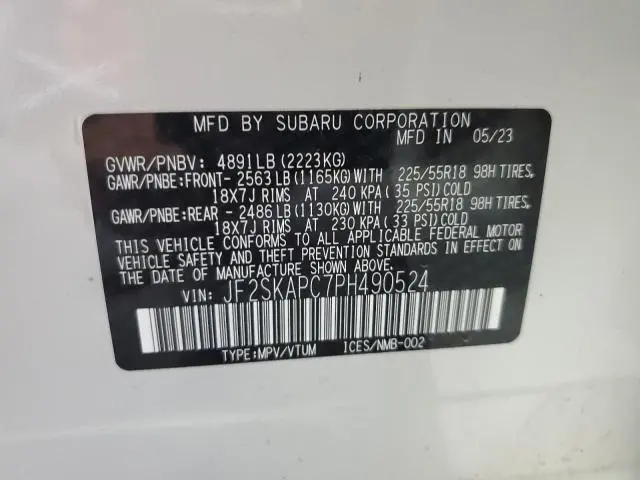 MFD BY SUBARU CORPORATION
MFD IN 05/23
GVWR/PNBV: 4891LB(2223KG)
GAWR/PNBE:FRONT- 2563LB(1165KG)WITH 225/55R18 98H TIRES,
18X7J RIMS AT 240 KPA(35 PSI)COLD
GAWR/PNBE:REAR - 2486LB(1130KG)WITH 225/55R18 98H TIRES,
18X7J RIMS AT 230 KPA(33 PSI)COLD
THIS VEHICLE CONFORMS TO ALL APPLICABLE FEDERAL MOTOR
VEHICLE SAFETY AND THEFT PREVENTION STANDARDS IN EFFECT ON
THE DATE OF MANUFACTURE SHOWN ABOVE.
VIN: JF2SKAPC7PH490524
TYPE:MPV/VTUM ICES/NMB-002